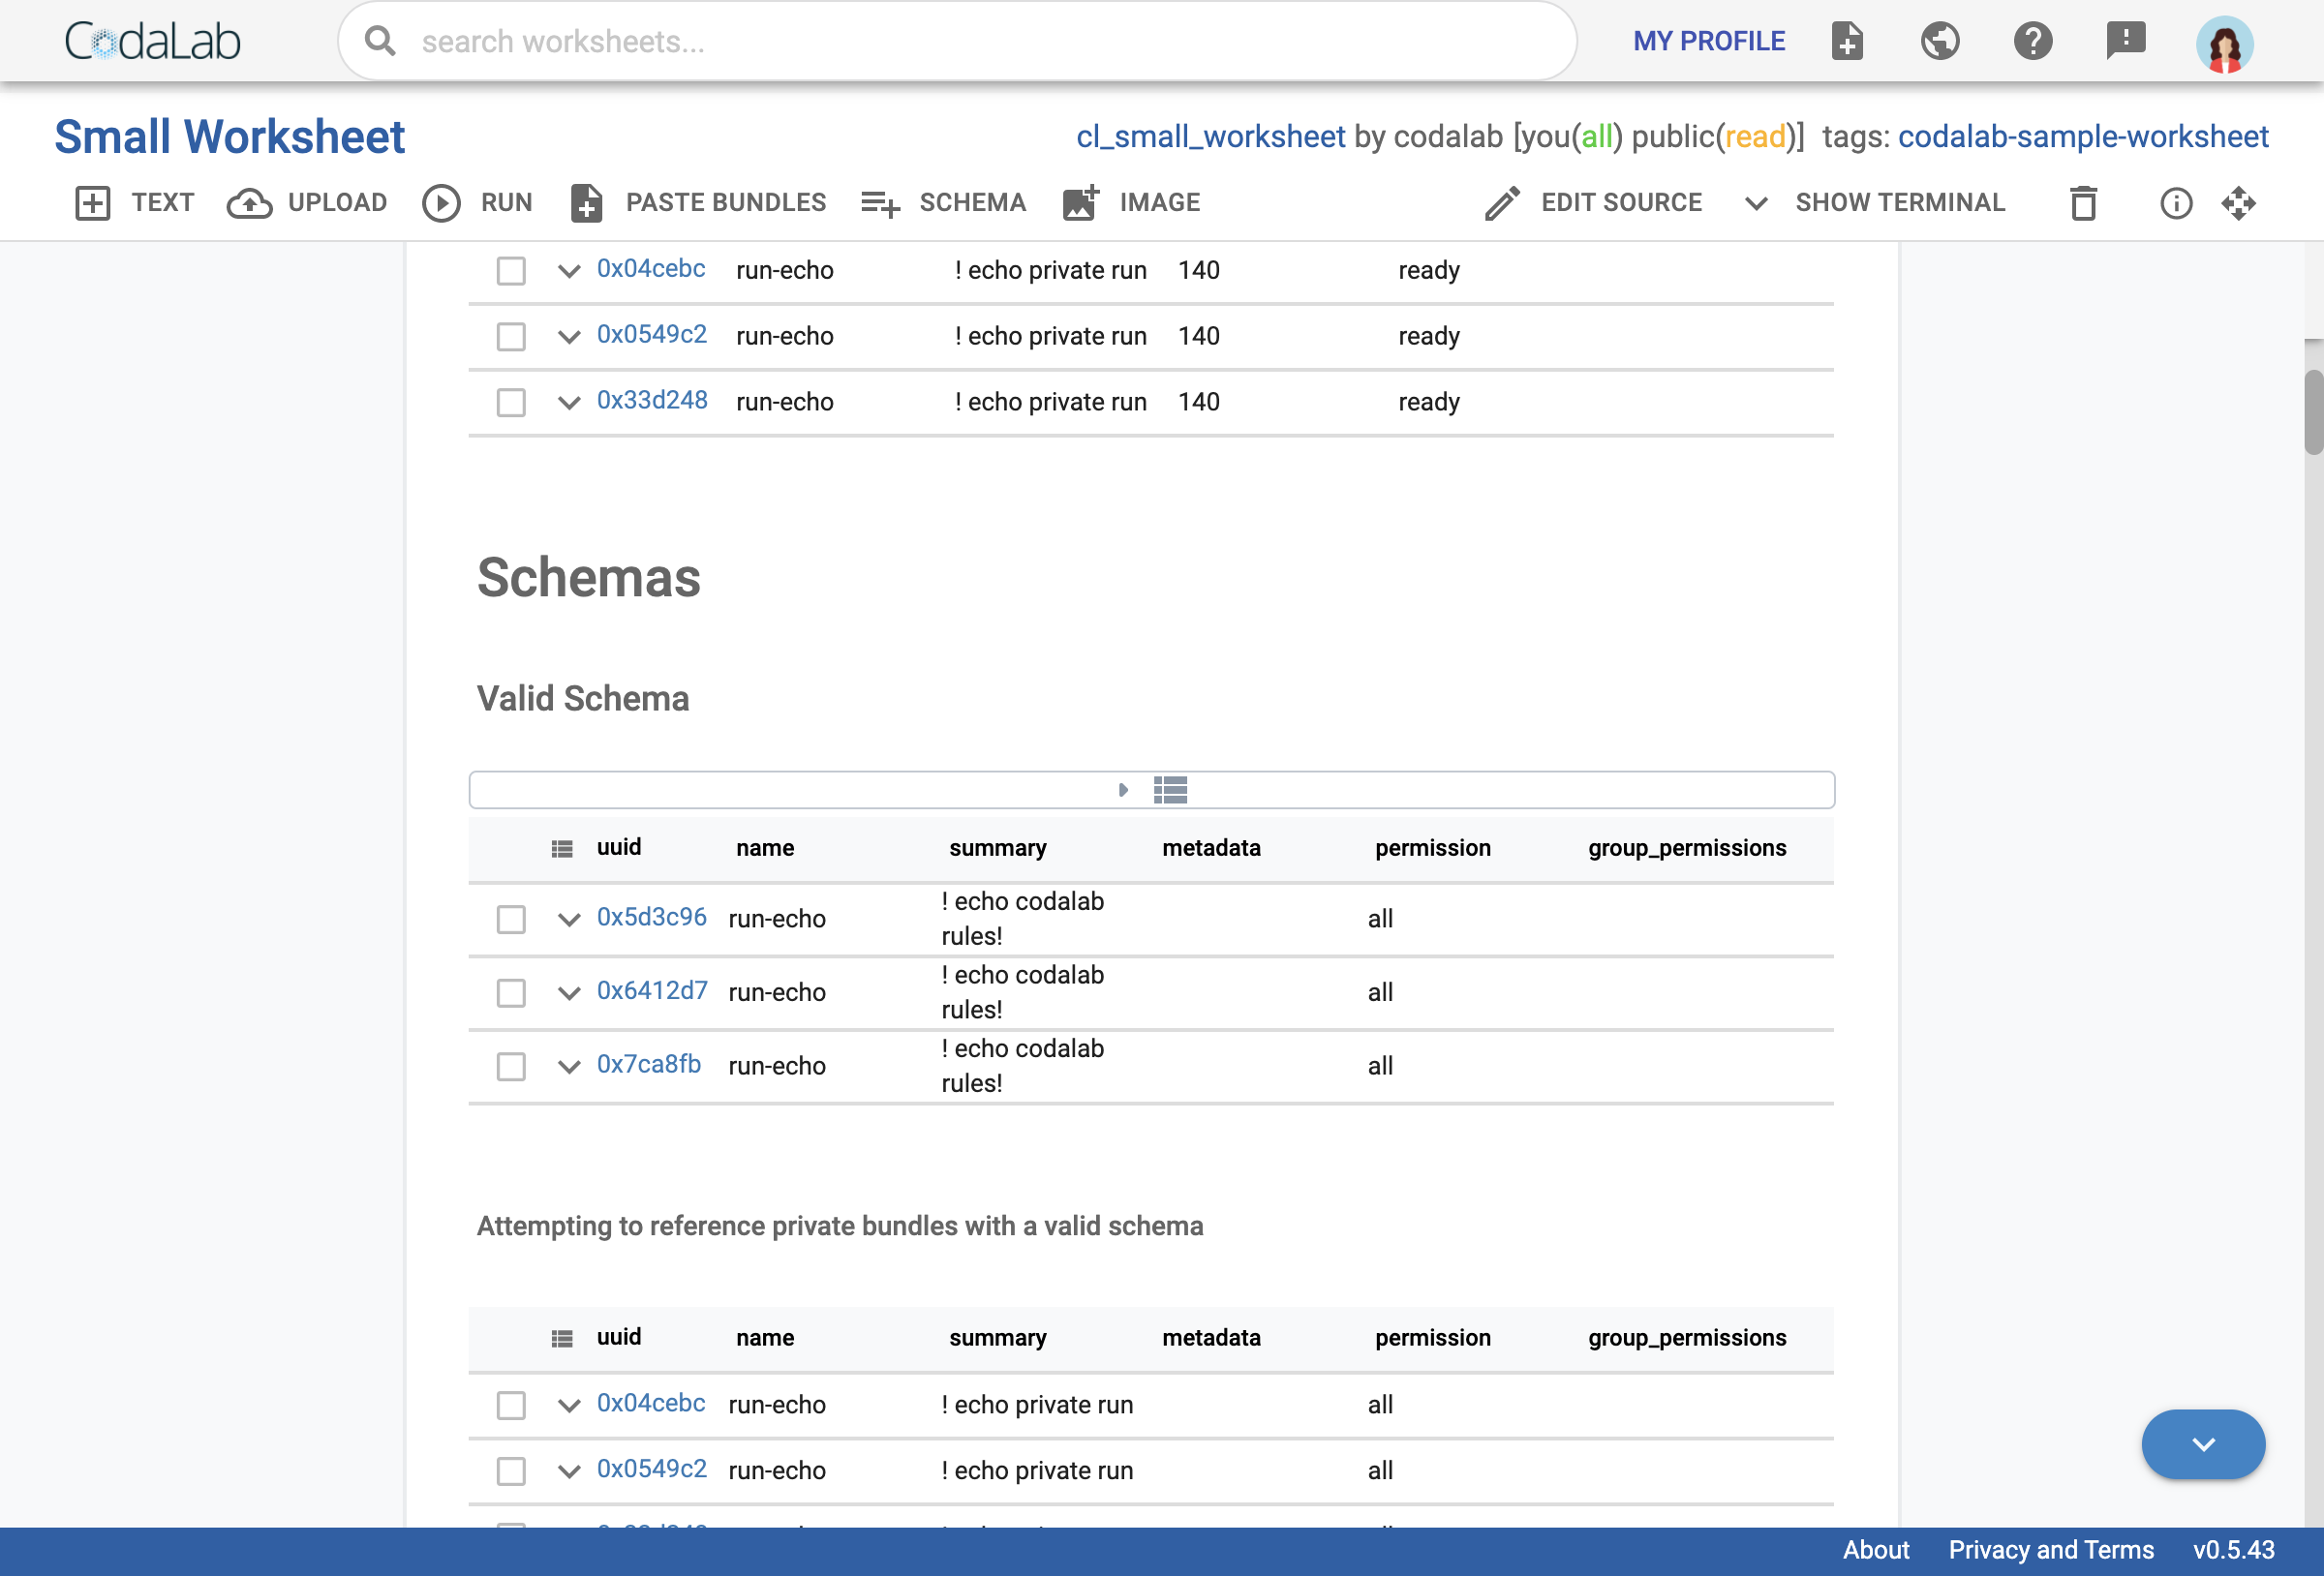 CodaLab search worksheets... MY PROFILE
Small Worksheet cl_small_worksheet by codalab [you(all) public(read)] tags: codalab-sample-worksheet
TEXT UPLOAD RUN PASTE BUNDLES SCHEMA IMAGE EDIT SOURCE SHOW TERMINAL
0x04cebc run-echo ! echo private run 140 ready
0x0549c2 run-echo ! echo private run 140 ready
0x33d248 run-echo ! echo private run 140 ready
Schemas
Valid Schema
uuid name summary metadata permission group_permissions
0x5d3c96 run-echo ! echo codalab rules! all
0x6412d7 run-echo ! echo codalab rules! all
0x7ca8fb run-echo ! echo codalab rules! all
Attempting to reference private bundles with a valid schema
uuid name summary metadata permission group_permissions
0x04cebc run-echo ! echo private run all
0x0549c2 run-echo ! echo private run all
About Privacy and Terms v0.5.43